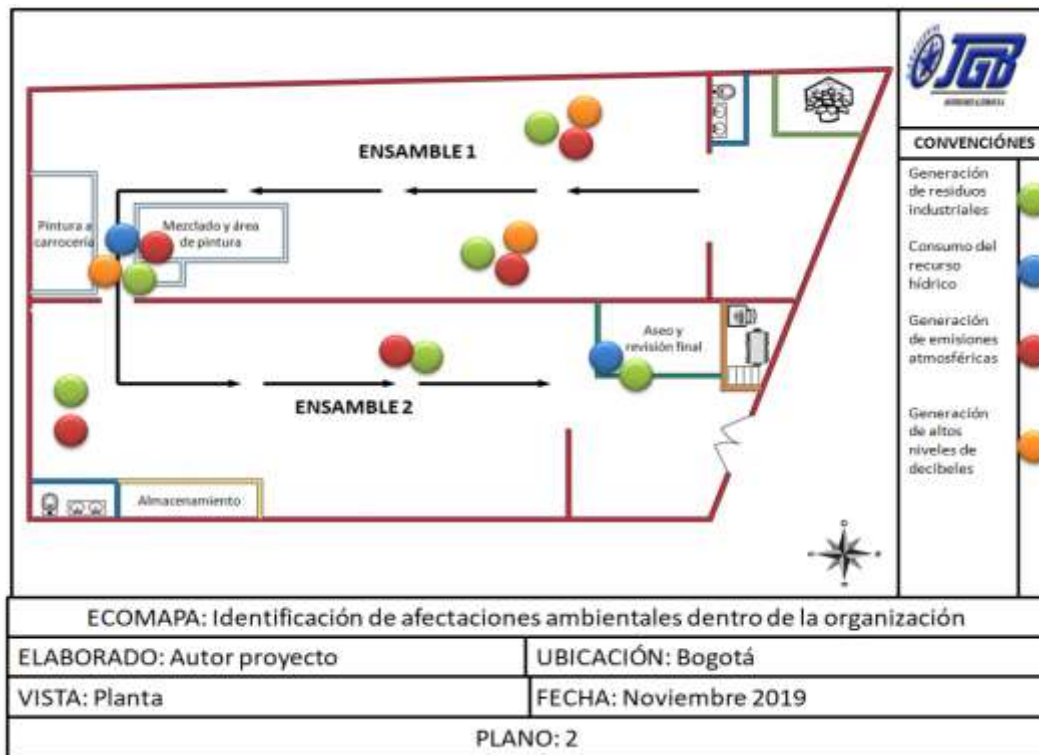 JGB
CONVENCIÓNES
Generación
de residuos
industriales
Consumo del
recurso
hídrico
Generación
de emisiones
atmosféricas
Generación
de altos
niveles de
decibeles
ENSAMBLE 1
Pintura a
carrocería
Mezclado y área
de pintura
Aseo y
revisión final
ENSAMBLE 2
Almacenamiento
ECOMAPA: Identificación de afectaciones ambientales dentro de la organización
ELABORADO: Autor proyecto
UBICACIÓN: Bogotá
VISTA: Planta
FECHA: Noviembre 2019
PLANO: 2